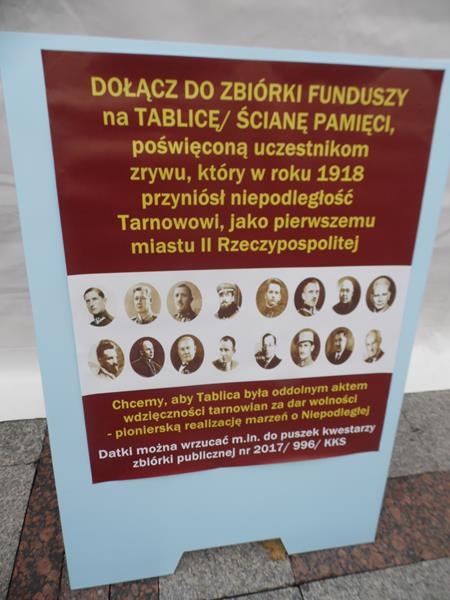 DOŁĄCZ DO ZBIÓRKI FUNDUSZY
na TABLICĘ/ ŚCIANĘ PAMIĘCI,
poświęconą uczestnikom
zrywu, który w roku 1918
przyniósł niepodległość
Tarnowowi, jako pierwszemu
miastu II Rzeczypospolitej
Chcemy, aby Tablica była oddolnym aktem
wdzięczności tarnowian za dar wolności
- pionierską realizację marzeń o Niepodległej
Datki można wrzucać m.in. do puszek kwestarzy
zbiórki publicznej nr 2017/ 996/ KKS